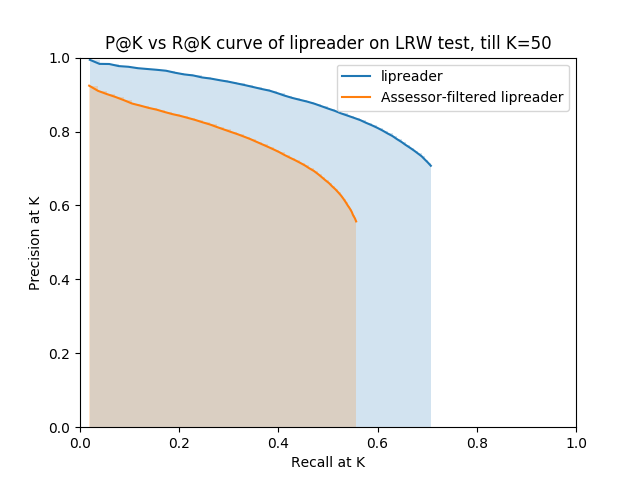 P@K vs R@K curve of lipreader on LRW test, till K=50
1.0
0.8
0.6
0.4
0.2
0.0
Precision at K
lipreader
Assessor-filtered lipreader
0.0 0.2 0.4 0.6 0.8 1.0
Recall at K